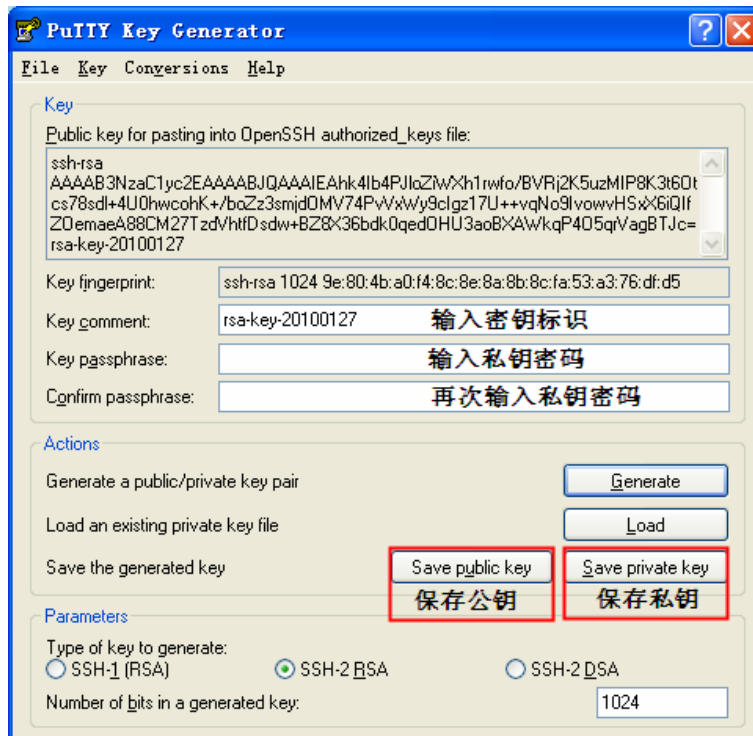 PuTTY Key Generator
File Key Conversions Help
Key
Public key for pasting into OpenSSH authorized_keys file:
ssh-rsa
AAAAB3NzaC1yc2EAAAABJQAAAIEAhk4Ib4PJloZiWXh1rwfo/BVRj2K5uzMIP8K3t6Ot
cs78sdI+4U0hwcohK+/boZz3smjdOMV74PvVxWy9cIgz17U++vqNo9IvowvHSxX6iQIf
ZOemaeA88CM27TzdVhtfDsdw+BZ8X36bdk0qedOHU3aoBXAWkqP4O5qrVagBTJc=
rsa-key-20100127
Key fingerprint: ssh-rsa 1024 9e:80:4b:a0:f4:8c:8e:8a:8b:8c:fa:53:a3:76:df:d5
Key comment: rsa-key-20100127 输入密钥标识
Key passphrase: 输入私钥密码
Confirm passphrase: 再次输入私钥密码
Actions
Generate a public/private key pair Generate
Load an existing private key file Load
Save the generated key Save public key Save private key
保存公钥 保存私钥
Parameters
Type of key to generate:
SSH-1 (RSA) SSH-2 RSA SSH-2 DSA
Number of bits in a generated key: 1024